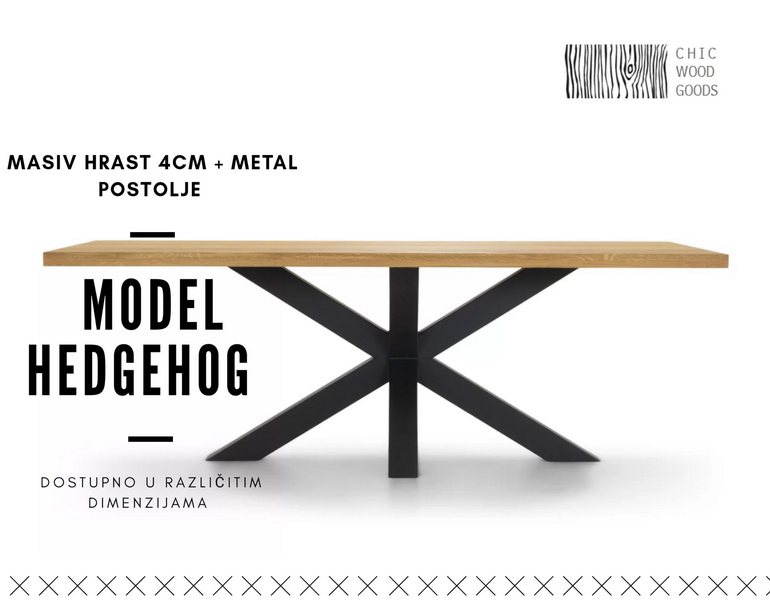 CHIC
WOOD
GOODS
MASIV HRAST 4CM + METAL
POSTOLJE
MODEL
HEDGEHOG
DOSTUPNO U RAZLIČITIM
DIMENZIJAMA